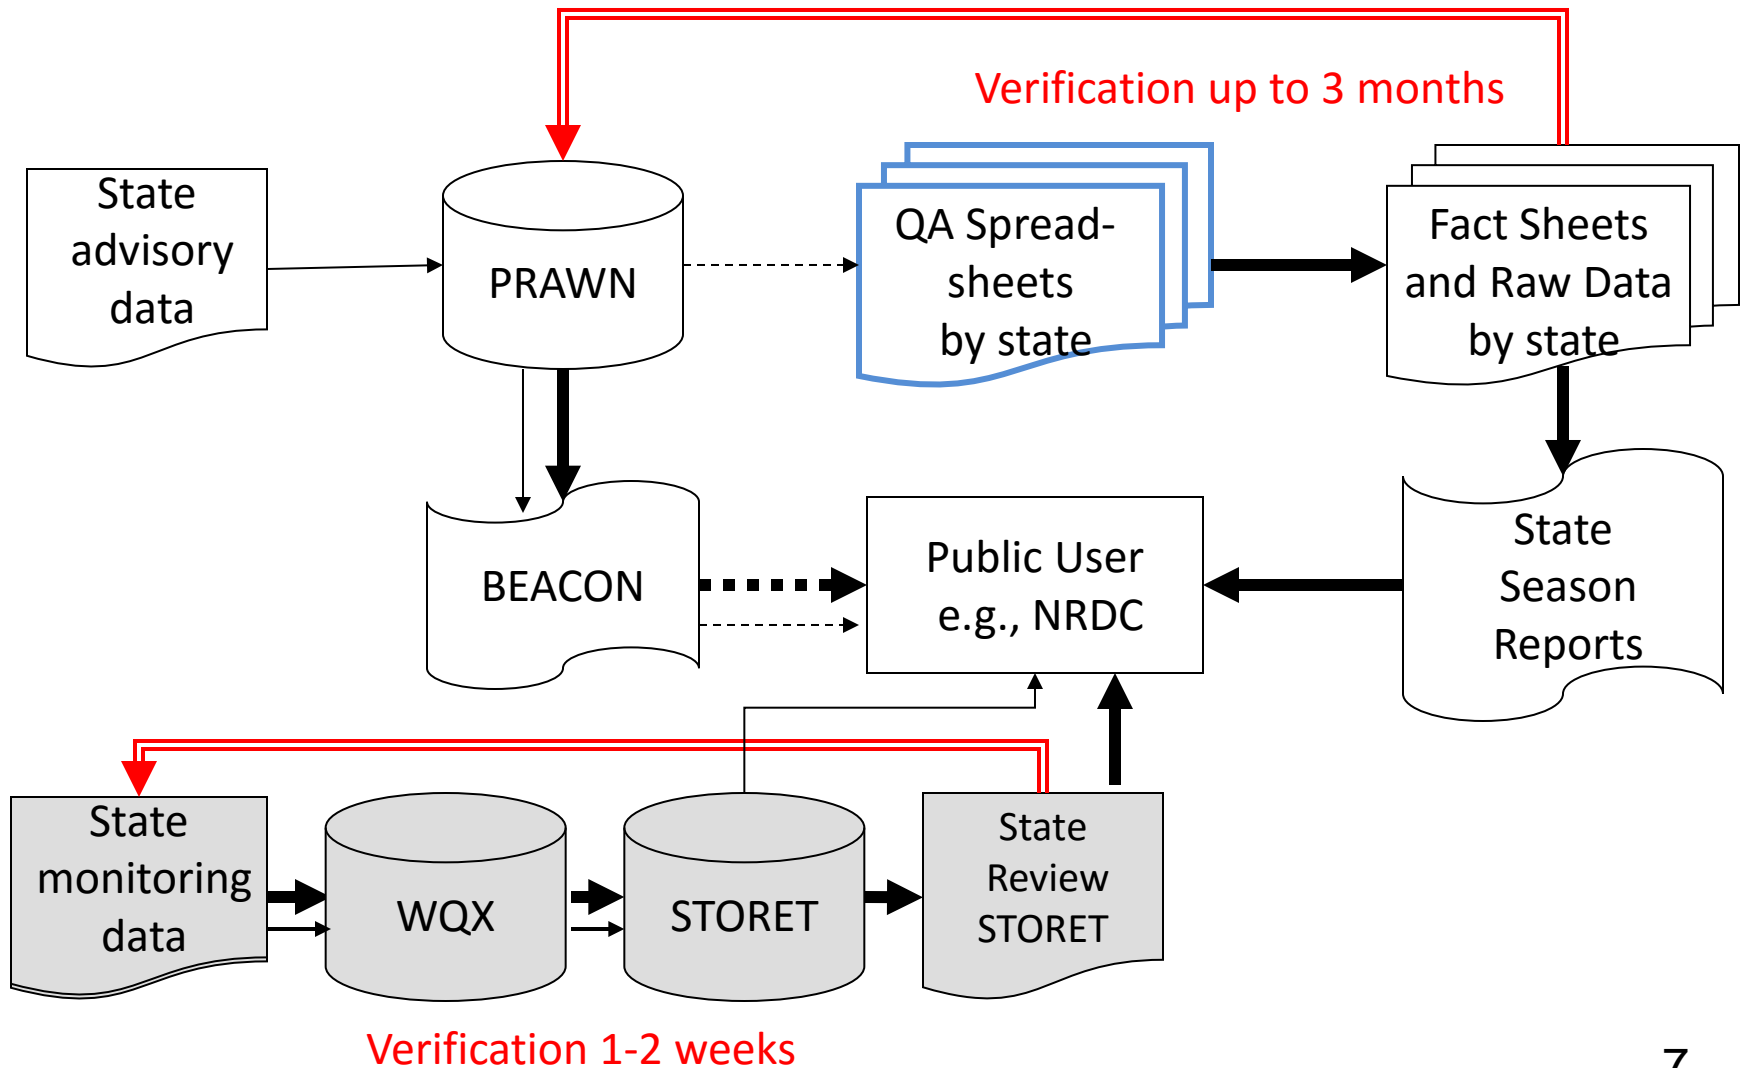 Verification up to 3 months
State
advisory
data
PRAWN
QA Spread-
sheets
by state
Fact Sheets
and Raw Data
by state
BEACON
Public User
e.g., NRDC
State
Season
Reports
State
monitoring
data
WQX
STORET
State
Review
STORET
Verification 1-2 weeks
7